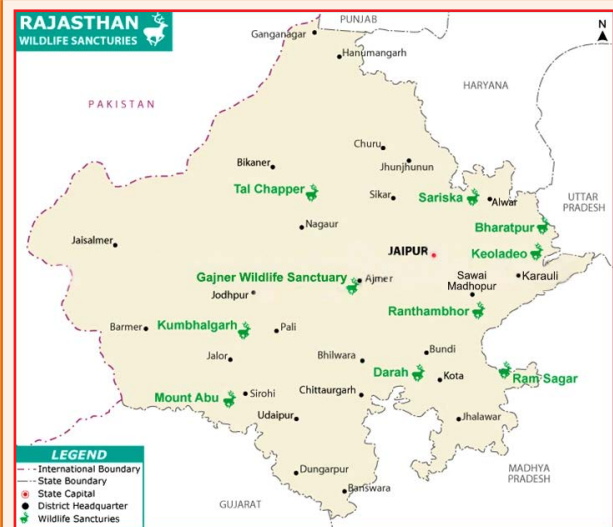 RAJASTHAN
WILDLIFE SANCTURIES
PUNJAB
N
Ganganagar
Hanumangarh
HARYANA
PAKISTAN
Churu
Jhunjhunun
Bikaner
Tal Chapper
Sikar
Sariska
Alwar
UTTAR
PRADESH
Nagaur
Bharatpur
Jaisalmer
JAIPUR
Keoladeo
Gajner Wildlife Sanctuary
Ajmer
Sawai
Madhopur
Karauli
Jodhpur
Ranthambhor
Barmer
Kumbhalgarh
Pali
Jalor
Bhilwara
Bundi
Darah
Kota
Ram Sagar
Mount Abu
Sirohi
Chittaurgarh
Udaipur
Jhalawar
LEGEND
International Boundary
State Boundary
State Capital
District Headquarter
Wildlife Sancturies
Dungarpur
Banswara
GUJARAT
MADHYA
PRADESH